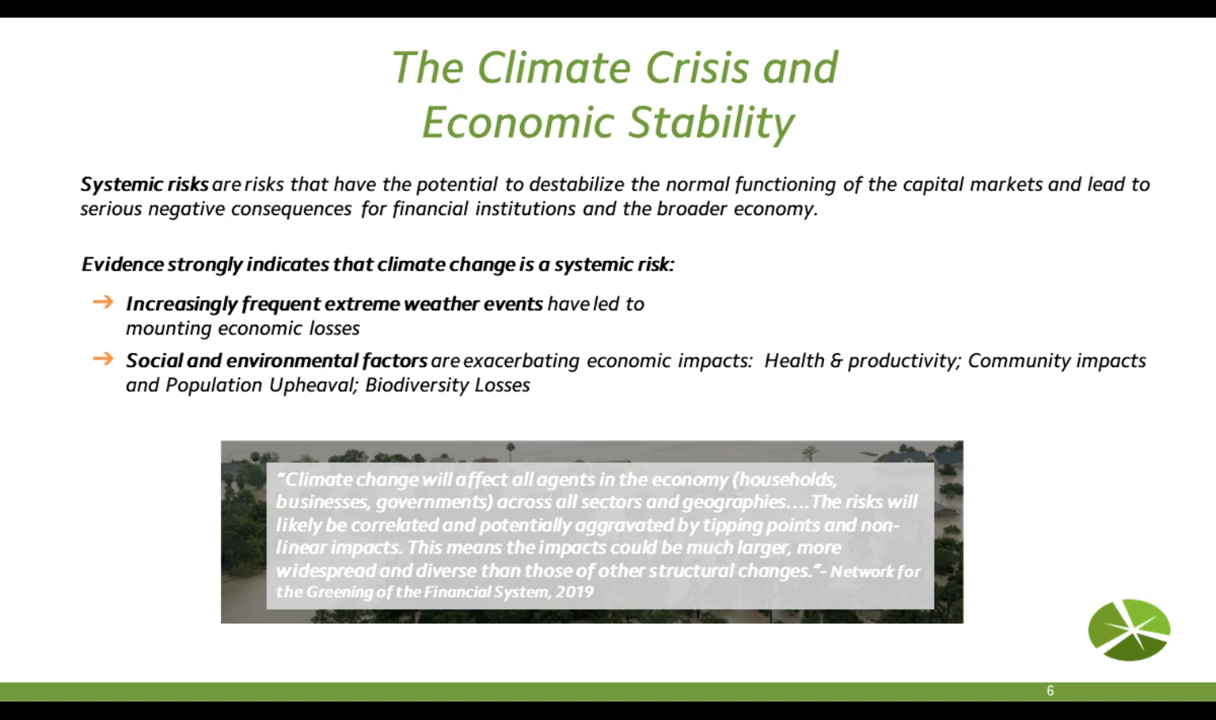 The Climate Crisis and
Economic Stability
Systemic risks are risks that have the potential to destabilize the normal functioning of the capital markets and lead to
serious negative consequences for financial institutions and the broader economy.
Evidence strongly indicates that climate change is a systemic risk:
➔ Increasingly frequent extreme weather events have led to
mounting economic losses
➔ Social and environmental factors are exacerbating economic impacts: Health & productivity; Community impacts
and Population Upheaval; Biodiversity Losses
“Climate change will affect all agents in the economy (households,
businesses, governments) across all sectors and geographies….The risks will
likely be correlated and potentially aggravated by tipping points and non-
linear impacts. This means the impacts could be much larger, more
widespread and diverse than those of other structural changes.”- Network for
the Greening of the Financial System, 2019
6